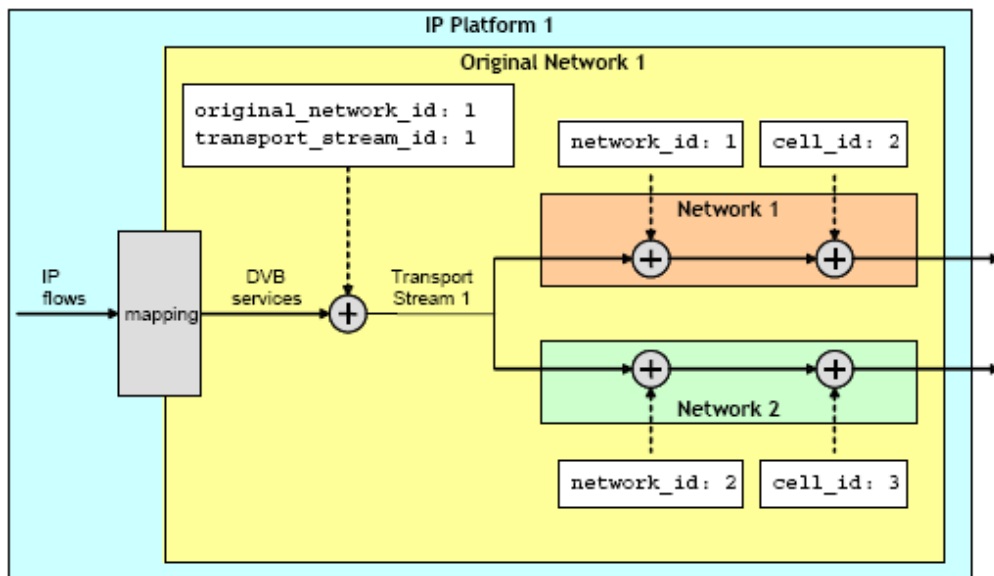 IP Platform 1
Original Network 1
original_network_id: 1
transport_stream_id: 1
network_id: 1
cell_id: 2
Network 1
IP
flows
mapping
DVB
services
Transport
Stream 1
Network 2
network_id: 2
cell_id: 3